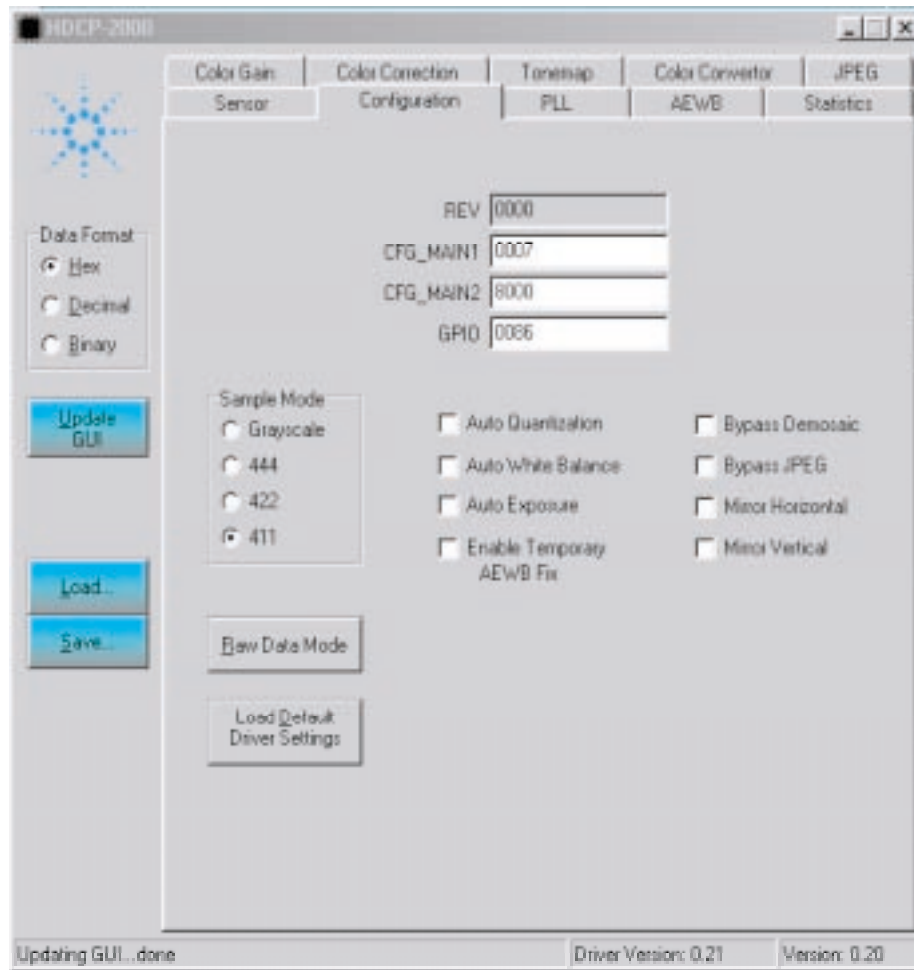 HDCP-2000
Color Gain Color Correction Tonemap Color Convertor JPEG
Sensor Configuration PLL AEWB Statistics
REV 0000
CFG_MAIN1 0007
CFG_MAIN2 8000
GPIO 0086
Data Format
Hex
Decimal
Binary
Update
GUI
Load...
Save...
Sample Mode
Grayscale
444
422
411
Auto Quantization
Auto White Balance
Auto Exposure
Enable Temporary
AEWB Fix
Bypass Demosaic
Bypass JPEG
Mirror Horizontal
Mirror Vertical
Raw Data Mode
Load Default
Driver Settings
Updating GUI...done Driver Version: 0.21 Version: 0.20